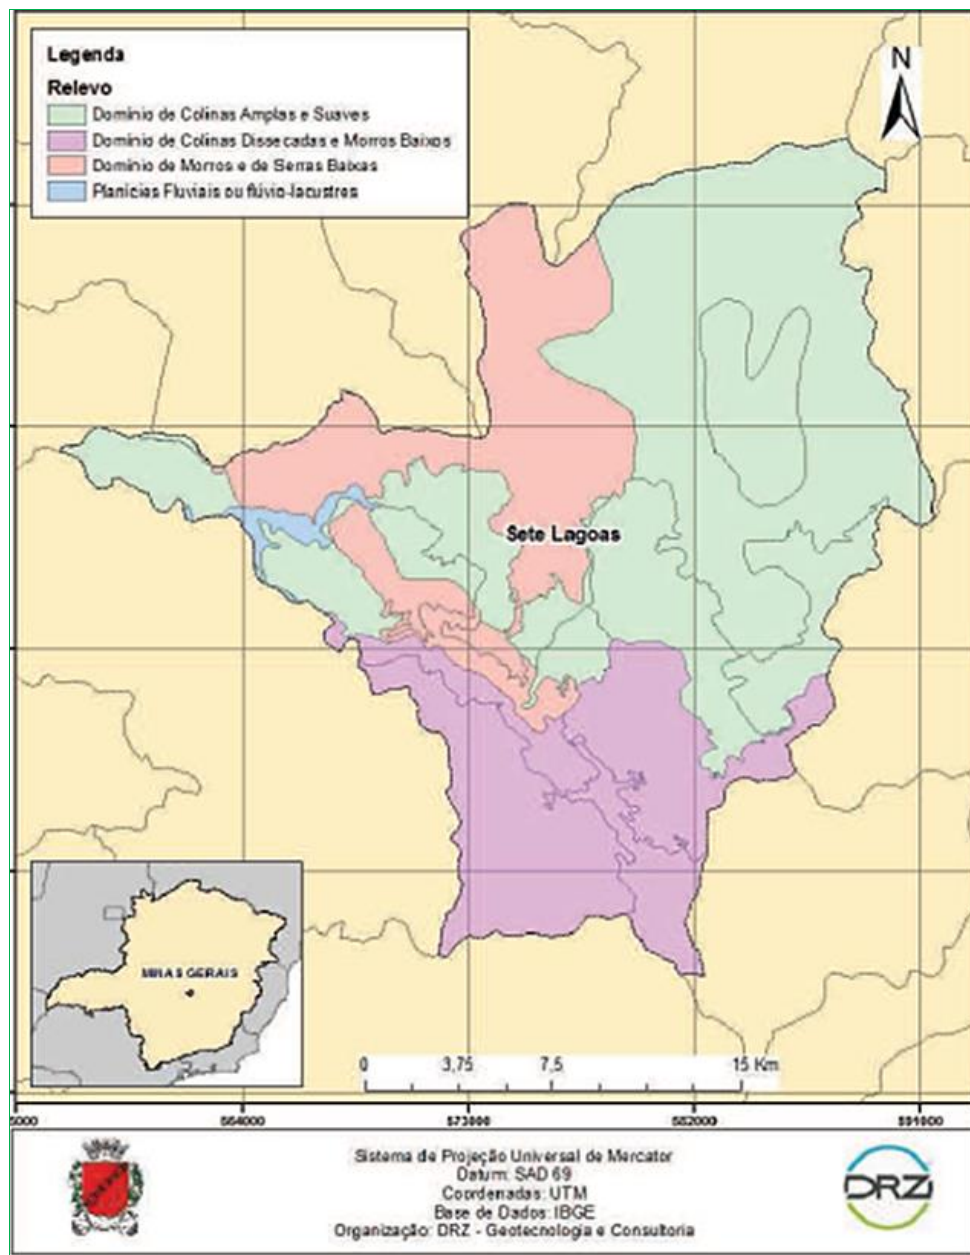 Legenda
Relevo
Domínio de Colinas Amplas e Suaves
Domínio de Colinas Dissecadas e Morros Baixos
Domínio de Morros e de Serras Baixas
Planícies Fluviais ou flúvio-lacustres
N
Sete Lagoas
MINAS GERAIS
0 3,75 7,5 15 Km
564000 573000 582000 591000
Sistema de Projeção Universal de Mercator
Datum: SAD 69
Coordenadas: UTM
Base de Dados: IBGE
Organização: DRZ - Geotecnologia e Consultoria
DRZ